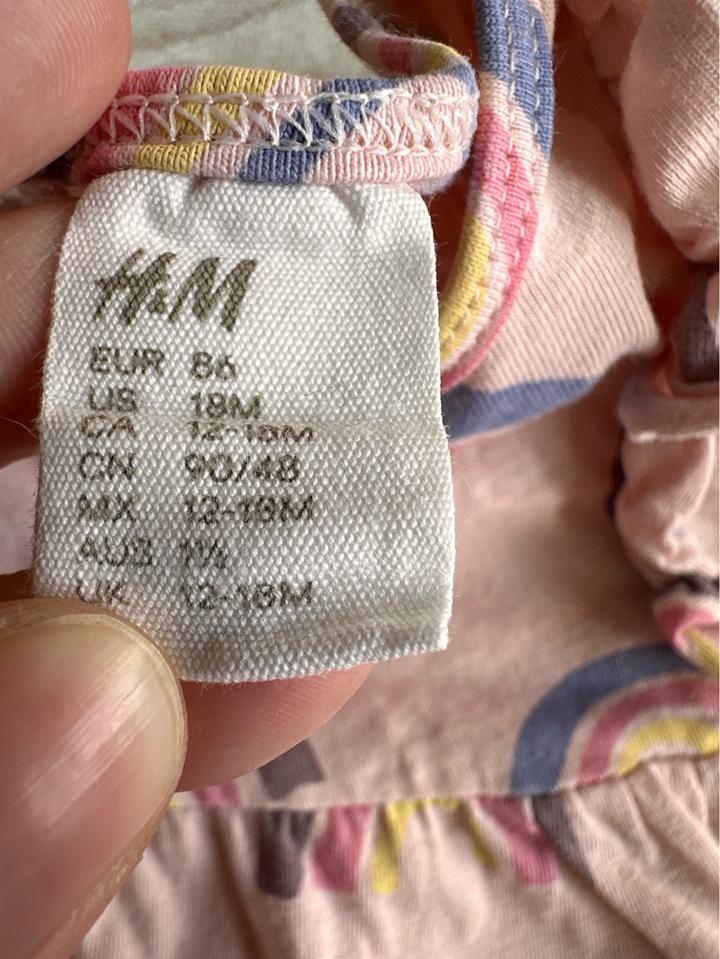 H&M
EUR 86
US 18M
CA 12-18M
CN 90/48
MX 12-18M
AUS 1½
UK 12-18M